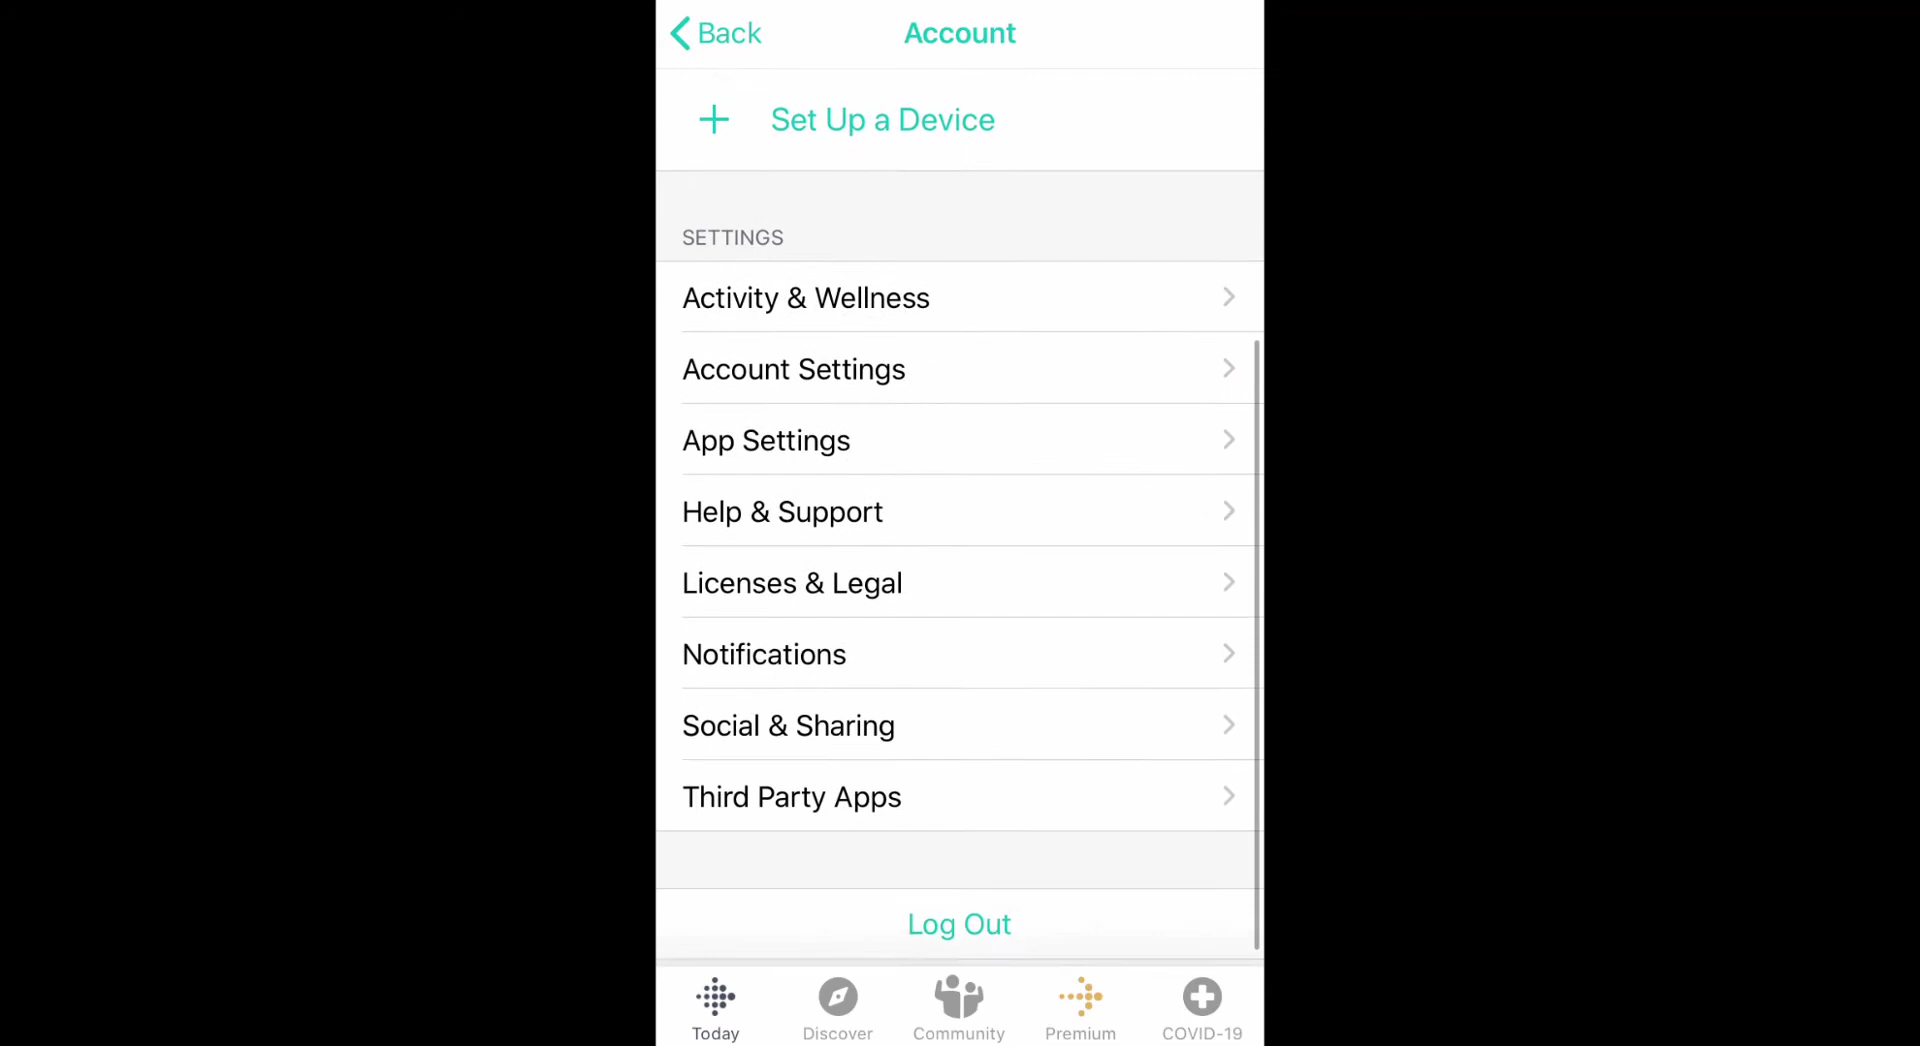 Back
Account
Set Up a Device
SETTINGS
Activity & Wellness
Account Settings
App Settings
Help & Support
Licenses & Legal
Notifications
Social & Sharing
Third Party Apps
Log Out
Today
Discover
Community
Premium
COVID-19